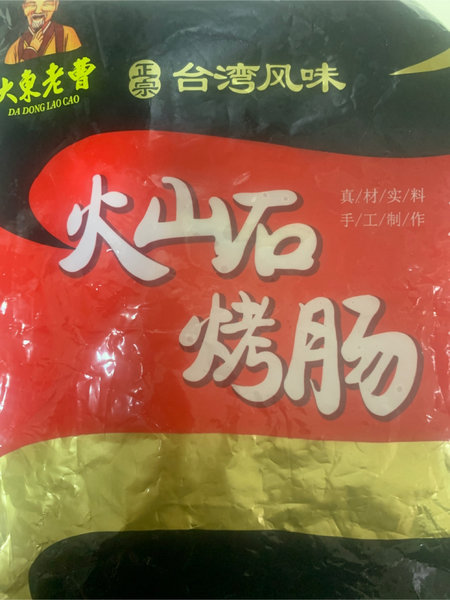 大東老曹
DA DONG LAO CAO
正宗
台湾风味
真/材/实/料
手/工/制/作
火山石
烤肠